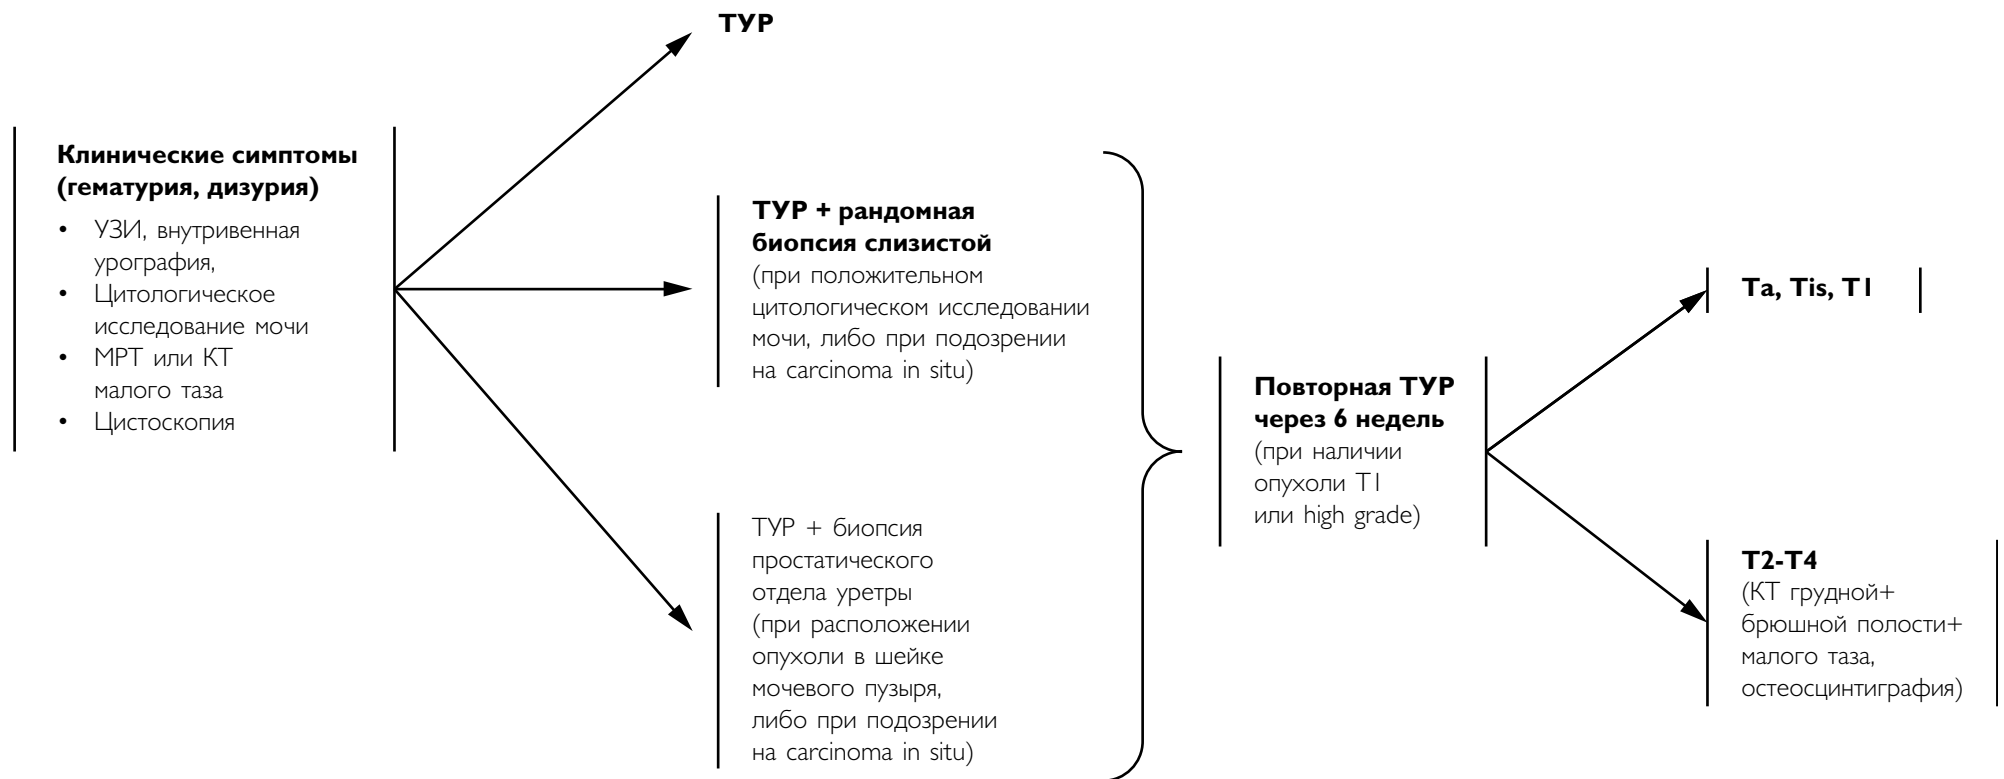 ТУР
Клинические симптомы
(гематурия, дизурия)
• УЗИ, внутривенная
урография,
• Цитологическое
исследование мочи
• МРТ или КТ
малого таза
• Цистоскопия
ТУР + рандомная
биопсия слизистой
(при положительном
цитологическом исследовании
мочи, либо при подозрении
на carcinoma in situ)
ТУР + биопсия
простатического
отдела уретры
(при расположении
опухоли в шейке
мочевого пузыря,
либо при подозрении
на carcinoma in situ)
Повторная ТУР
через 6 недель
(при наличии
опухоли T1
или high grade)
Ta, Tis, T1
T2-T4
(КТ грудной+
брюшной полости+
малого таза,
остеосцинтиграфия)